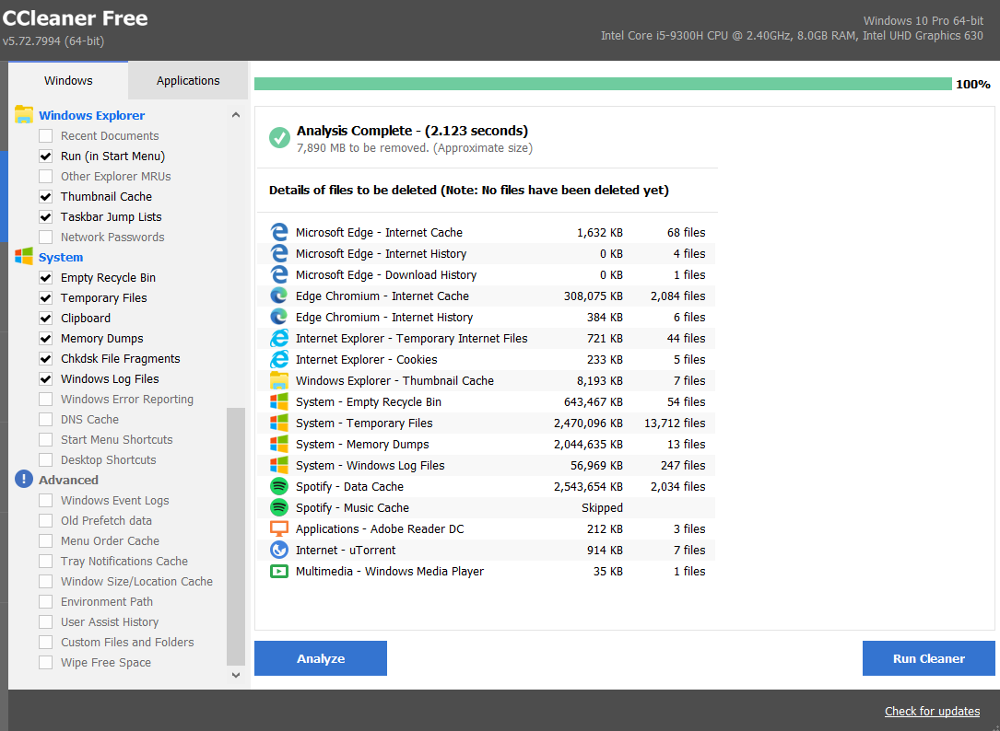 CCleaner Free
v5.72.7994 (64-bit)
Windows 10 Pro 64-bit
Intel Core i5-9300H CPU @ 2.40GHz, 8.0GB RAM, Intel UHD Graphics 630
Windows
Applications
Windows Explorer
Recent Documents
Run (in Start Menu)
Other Explorer MRUs
Thumbnail Cache
Taskbar Jump Lists
Network Passwords
System
Empty Recycle Bin
Temporary Files
Clipboard
Memory Dumps
Chkdsk File Fragments
Windows Log Files
Windows Error Reporting
DNS Cache
Start Menu Shortcuts
Desktop Shortcuts
Advanced
Windows Event Logs
Old Prefetch data
Menu Order Cache
Tray Notifications Cache
Window Size/Location Cache
Environment Path
User Assist History
Custom Files and Folders
Wipe Free Space
100%
Analysis Complete - (2.123 seconds)
7,890 MB to be removed. (Approximate size)
Details of files to be deleted (Note: No files have been deleted yet)
Microsoft Edge - Internet Cache 1,632 KB 68 files
Microsoft Edge - Internet History 0 KB 4 files
Microsoft Edge - Download History 0 KB 1 files
Edge Chromium - Internet Cache 308,075 KB 2,084 files
Edge Chromium - Internet History 384 KB 6 files
Internet Explorer - Temporary Internet Files 721 KB 44 files
Internet Explorer - Cookies 233 KB 5 files
Windows Explorer - Thumbnail Cache 8,193 KB 7 files
System - Empty Recycle Bin 643,467 KB 54 files
System - Temporary Files 2,470,096 KB 13,712 files
System - Memory Dumps 2,044,635 KB 13 files
System - Windows Log Files 56,969 KB 247 files
Spotify - Data Cache 2,543,654 KB 2,034 files
Spotify - Music Cache Skipped
Applications - Adobe Reader DC 212 KB 3 files
Internet - uTorrent 914 KB 7 files
Multimedia - Windows Media Player 35 KB 1 files
Analyze
Run Cleaner
Check for updates